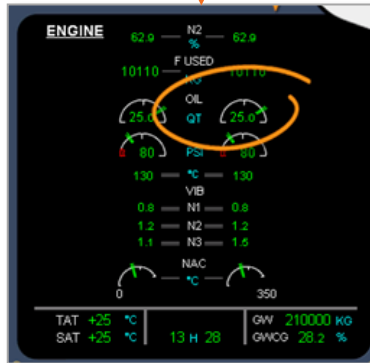 ENGINE
62.9 N2 62.9
%
F USED
10110 KG 10110
OIL
25.0 QT 25.0
80 PSI 80
130 °C 130
VIB
0.8 N1 0.8
1.2 N2 1.2
1.1 N3 1.5
NAC
°C
0 350
TAT +25 °C GW 210000 KG
SAT +25 °C 13 H 28 GWCG 28.2 %